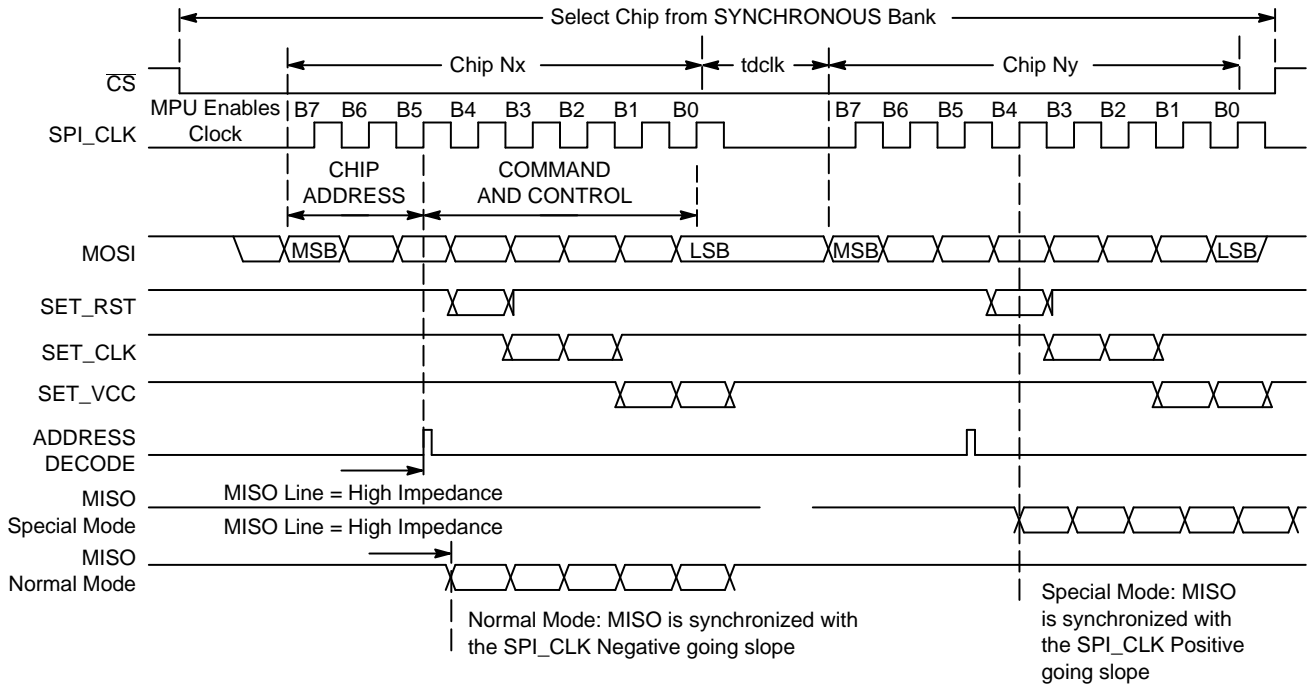 Select Chip from SYNCHRONOUS Bank
Chip Nx
tdclk
Chip Ny
CS
MPU Enables
Clock
B7 B6 B5 B4 B3 B2 B1 B0
B7 B6 B5 B4 B3 B2 B1 B0
SPI_CLK
CHIP
ADDRESS
COMMAND
AND CONTROL
MOSI
MSB
LSB
MSB
LSB
SET_RST
SET_CLK
SET_VCC
ADDRESS
DECODE
MISO
Special Mode
MISO Line = High Impedance
MISO Line = High Impedance
MISO
Normal Mode
Normal Mode: MISO is synchronized with
the SPI_CLK Negative going slope
Special Mode: MISO
is synchronized with
the SPI_CLK Positive
going slope